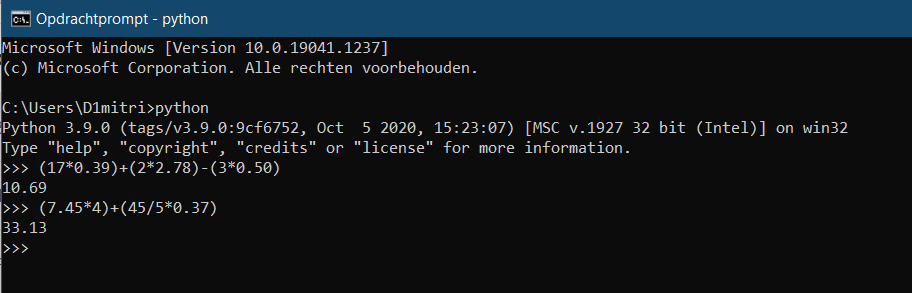 Opdrachtprompt - python
Microsoft Windows [Version 10.0.19041.1237]
(c) Microsoft Corporation. Alle rechten voorbehouden.
C:\Users\D1mitri>python
Python 3.9.0 (tags/v3.9.0:9cf6752, Oct  5 2020, 15:23:07) [MSC v.1927 32 bit (Intel)] on win32
Type "help", "copyright", "credits" or "license" for more information.
>>> (17*0.39)+(2*2.78)-(3*0.50)
10.69
>>> (7.45*4)+(45/5*0.37)
33.13
>>>